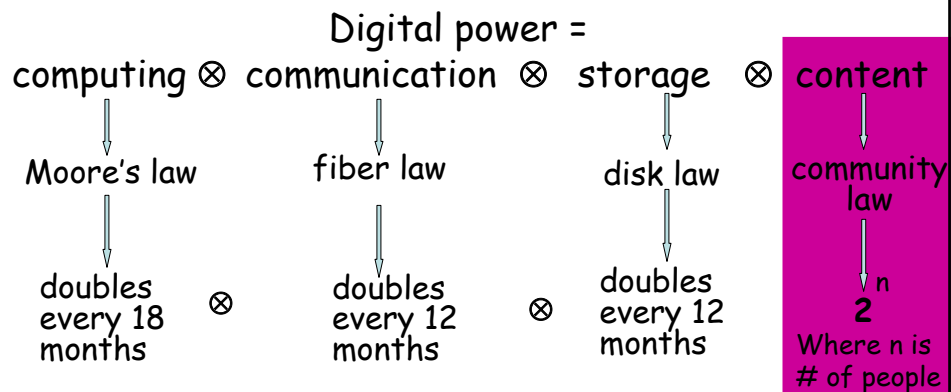 Digital power =
computing ⊗ communication ⊗ storage ⊗ content
Moore's law
fiber law
disk law
community
law
doubles
every 18
months
⊗
doubles
every 12
months
⊗
doubles
every 12
months
2ⁿ
Where n is
# of people